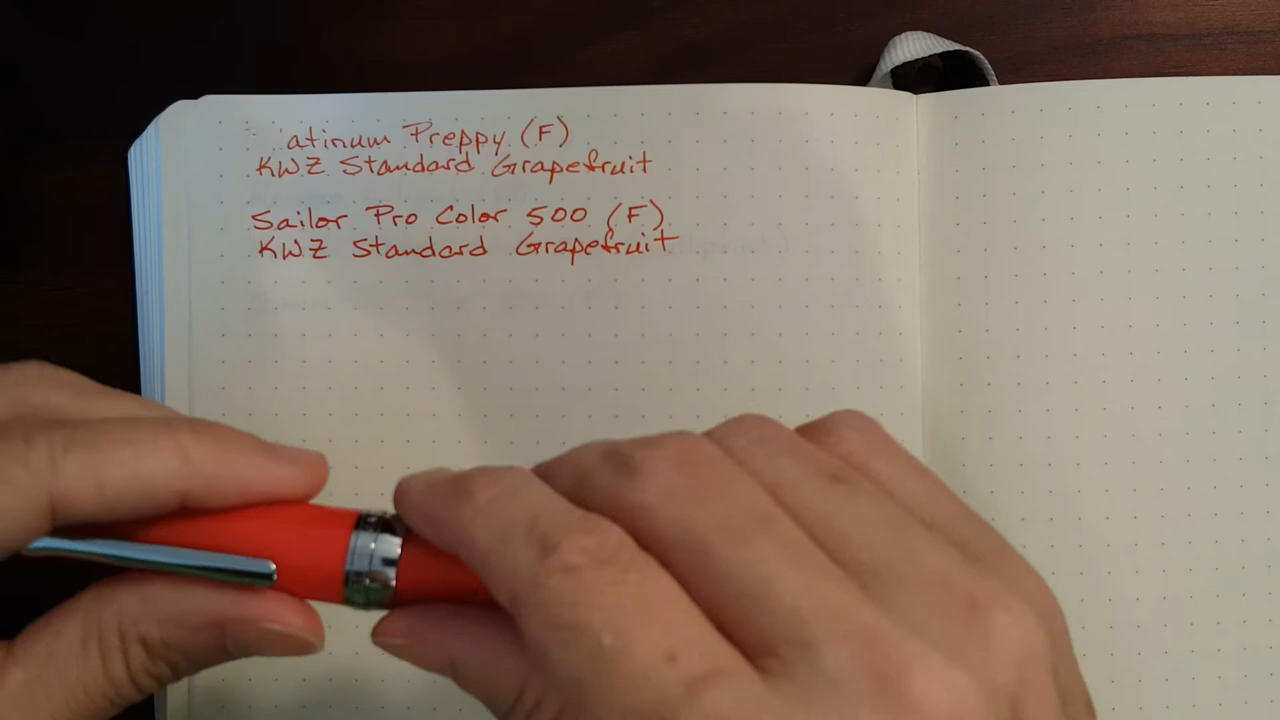 atinum Preppy (F)
KWZ Standard Grapefruit
Sailor Pro Color 500 (F)
KWZ Standard Grapefruit